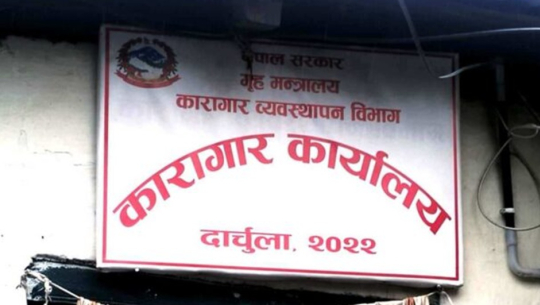 नेपाल सरकार
गृह मन्त्रालय
कारागार व्यवस्थापन विभाग
कारागार कार्यालय
दार्चुला, २०२२